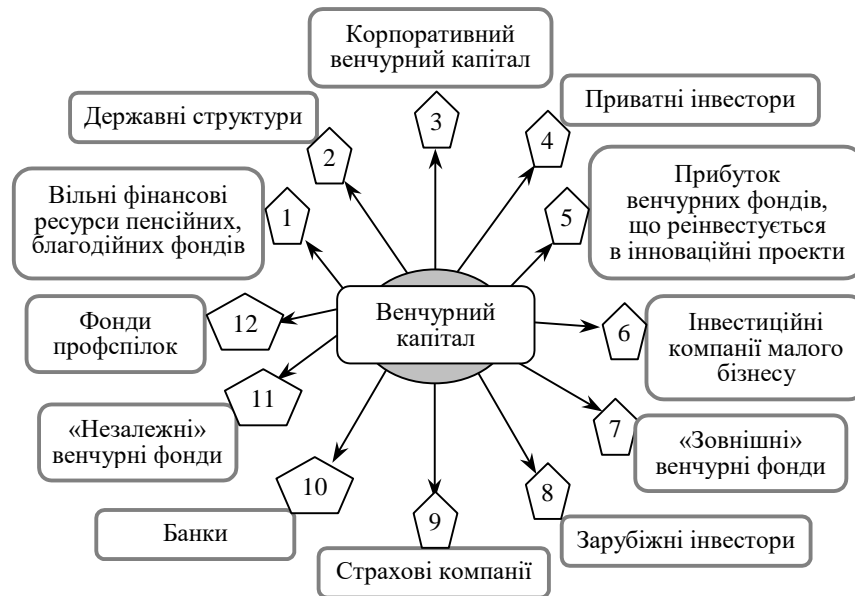 Корпоративний
венчурний капітал
3
Державні структури
2
Приватні інвестори
4
Вільні фінансові
ресурси пенсійних,
благодійних фондів
1
Прибуток
венчурних фондів,
що реінвестується
в інноваційні проекти
5
Венчурний
капітал
Фонди
профспілок
12
6
Інвестиційні
компанії малого
бізнесу
11
«Незалежні»
венчурні фонди
7
«Зовнішні»
венчурні фонди
10
Банки
9
Страхові компанії
8
Зарубіжні інвестори